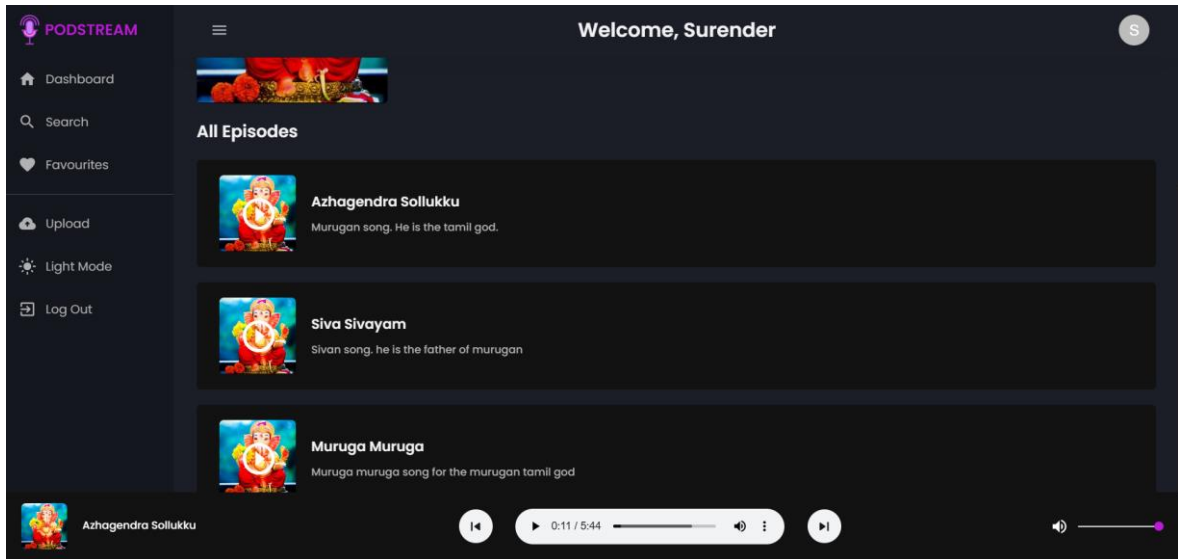 PODSTREAM
Welcome, Surender
S
Dashboard
Search
Favourites
Upload
Light Mode
Log Out
All Episodes
Azhagendra Sollukku
Murugan song. He is the tamil god.
Siva Sivayam
Sivan song. he is the father of murugan
Muruga Muruga
Muruga muruga song for the murugan tamil god
Azhagendra Sollukku
0:11 / 5:44